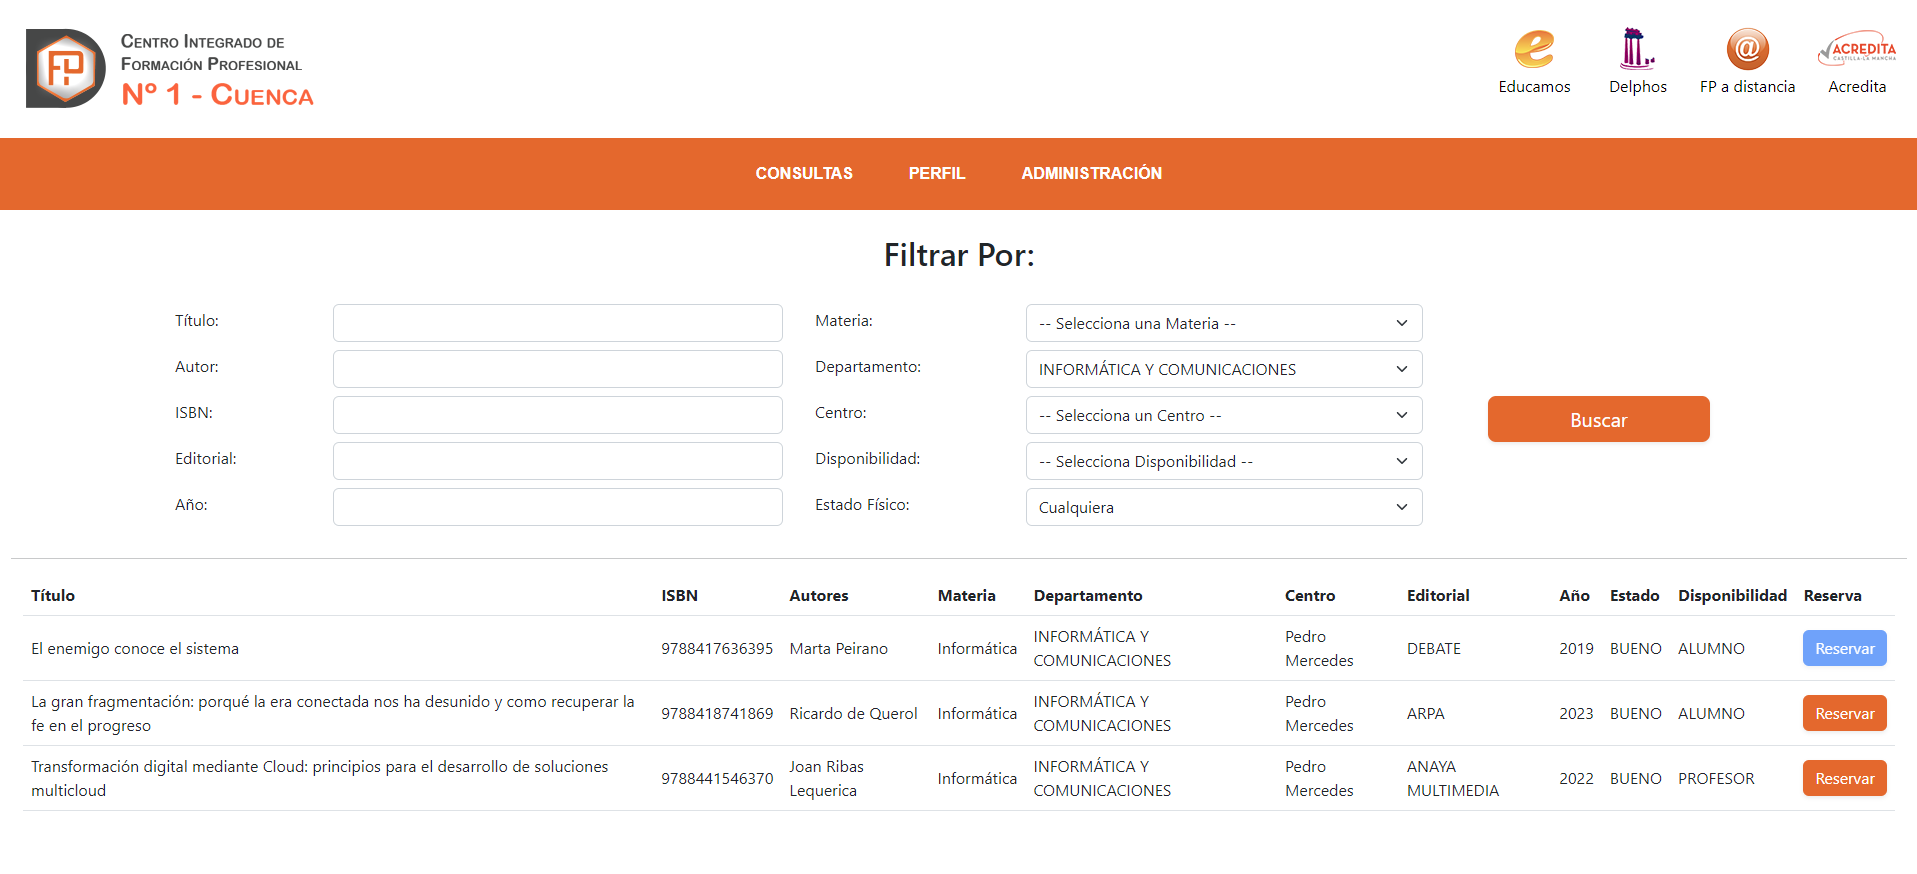 FP
CENTRO INTEGRADO DE
FORMACIÓN PROFESIONAL
Nº 1 - CUENCA
Educamos
Delphos
@
FP a distancia
ACREDITA
CASTILLA-LA MANCHA
Acredita
CONSULTAS PERFIL ADMINISTRACIÓN
Filtrar Por:
Título: Materia: -- Selecciona una Materia --
Autor: Departamento: INFORMÁTICA Y COMUNICACIONES
ISBN: Centro: -- Selecciona un Centro --
Buscar
Editorial: Disponibilidad: -- Selecciona Disponibilidad --
Año: Estado Físico: Cualquiera
Título ISBN Autores Materia Departamento Centro Editorial Año Estado Disponibilidad Reserva
El enemigo conoce el sistema
9788417636395
Marta Peirano
Informática
INFORMÁTICA Y
COMUNICACIONES
Pedro
Mercedes
DEBATE
2019
BUENO
ALUMNO
Reservar
La gran fragmentación: porqué la era conectada nos ha desunido y como recuperar la
fe en el progreso
9788418741869
Ricardo de Querol
Informática
INFORMÁTICA Y
COMUNICACIONES
Pedro
Mercedes
ARPA
2023
BUENO
ALUMNO
Reservar
Transformación digital mediante Cloud: principios para el desarrollo de soluciones
multicloud
9788441546370
Joan Ribas
Lequerica
Informática
INFORMÁTICA Y
COMUNICACIONES
Pedro
Mercedes
ANAYA
MULTIMEDIA
2022
BUENO
PROFESOR
Reservar